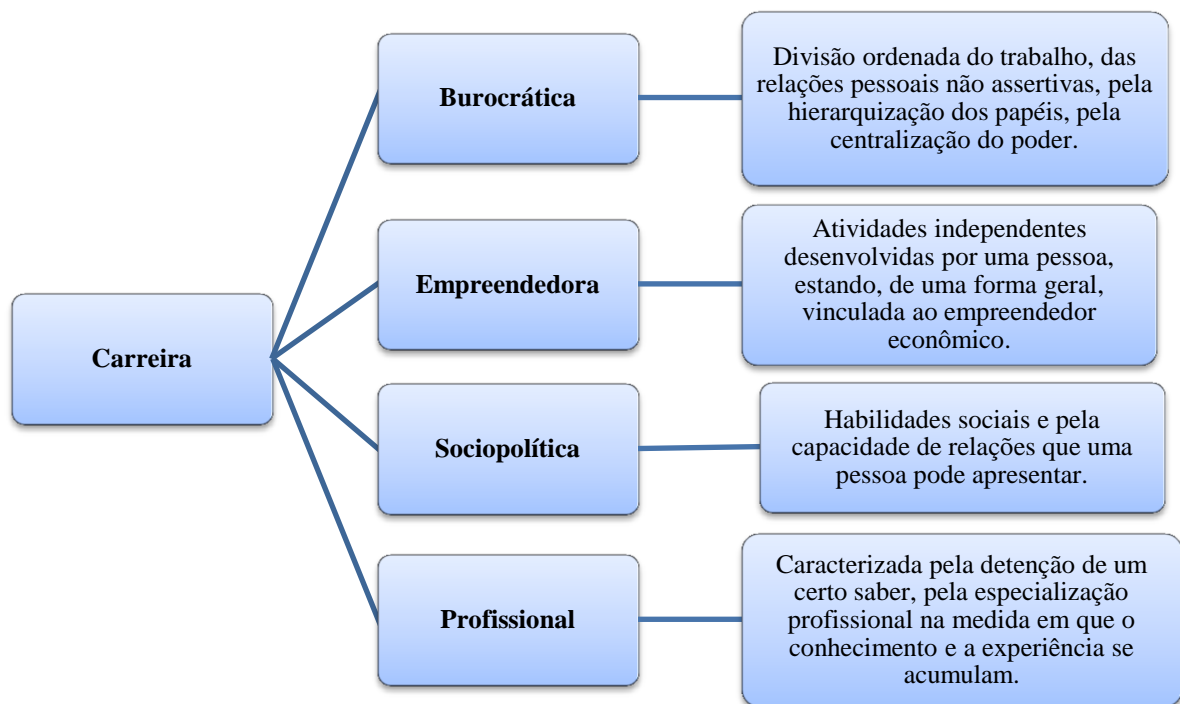 Carreira
Burocrática
Divisão ordenada do trabalho, das
relações pessoais não assertivas, pela
hierarquização dos papéis, pela
centralização do poder.
Empreendedora
Atividades independentes
desenvolvidas por uma pessoa,
estando, de uma forma geral,
vinculada ao empreendedor
econômico.
Sociopolítica
Habilidades sociais e pela
capacidade de relações que uma
pessoa pode apresentar.
Profissional
Caracterizada pela detenção de um
certo saber, pela especialização
profissional na medida em que o
conhecimento e a experiência se
acumulam.